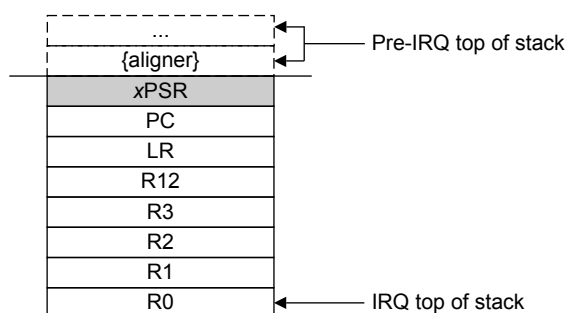 ...
Pre-IRQ top of stack
{aligner}
xPSR
PC
LR
R12
R3
R2
R1
R0
IRQ top of stack